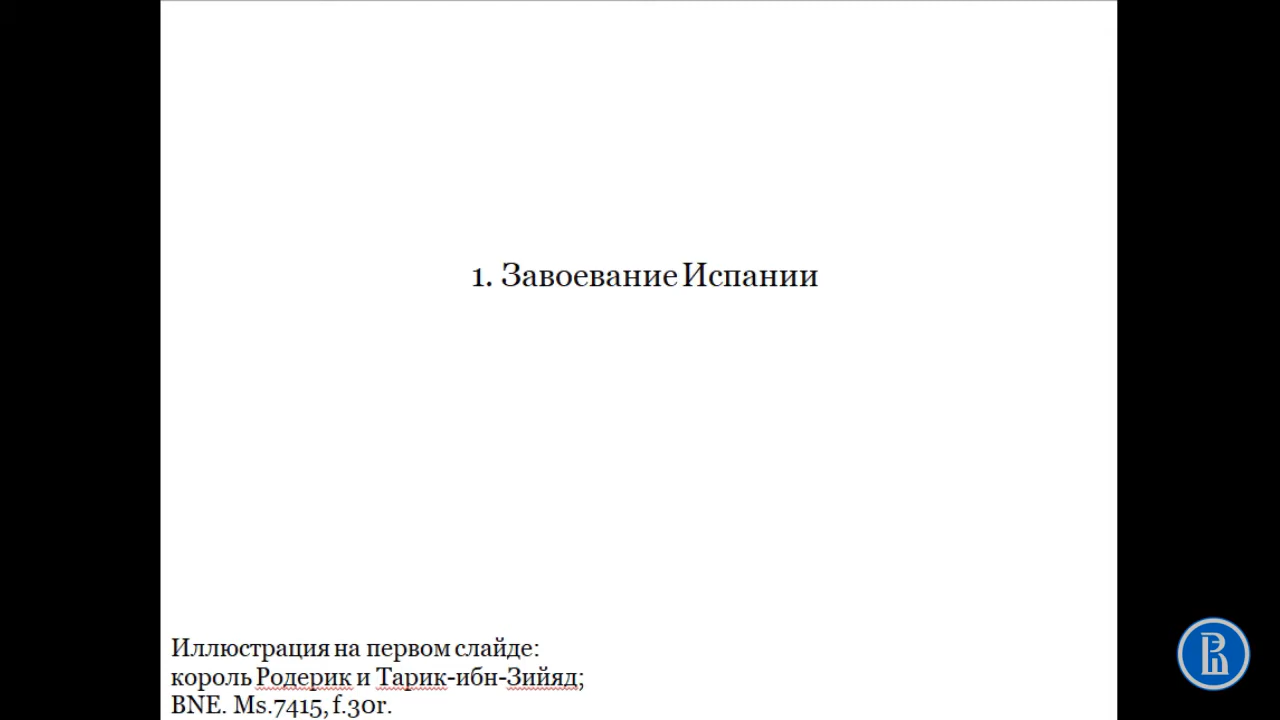 1. Завоевание Испании
Иллюстрация на первом слайде:
король Родерик и Тарик-ибн-Зийяд;
BNE. Ms.7415, f.30r.